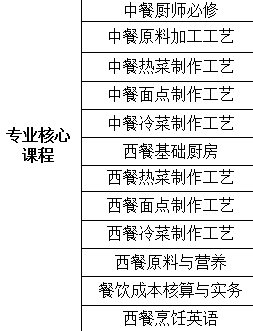 专业核心
课程
中餐厨师必修
中餐原料加工工艺
中餐热菜制作工艺
中餐面点制作工艺
中餐冷菜制作工艺
西餐基础厨房
西餐热菜制作工艺
西餐面点制作工艺
西餐冷菜制作工艺
西餐原料与营养
餐饮成本核算与实务
西餐烹饪英语